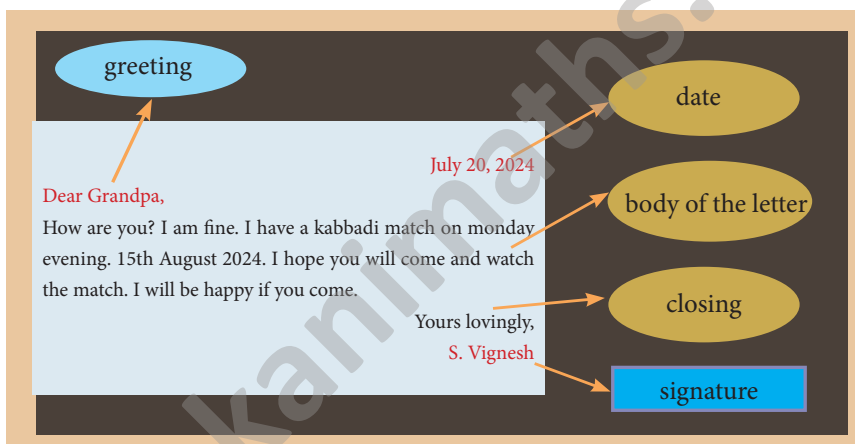 greeting
date
July 20, 2024
Dear Grandpa,
How are you? I am fine. I have a kabbadi match on monday
evening. 15th August 2024. I hope you will come and watch
the match. I will be happy if you come.
body of the letter
closing
Yours lovingly,
S. Vignesh
signature
kanimaths.